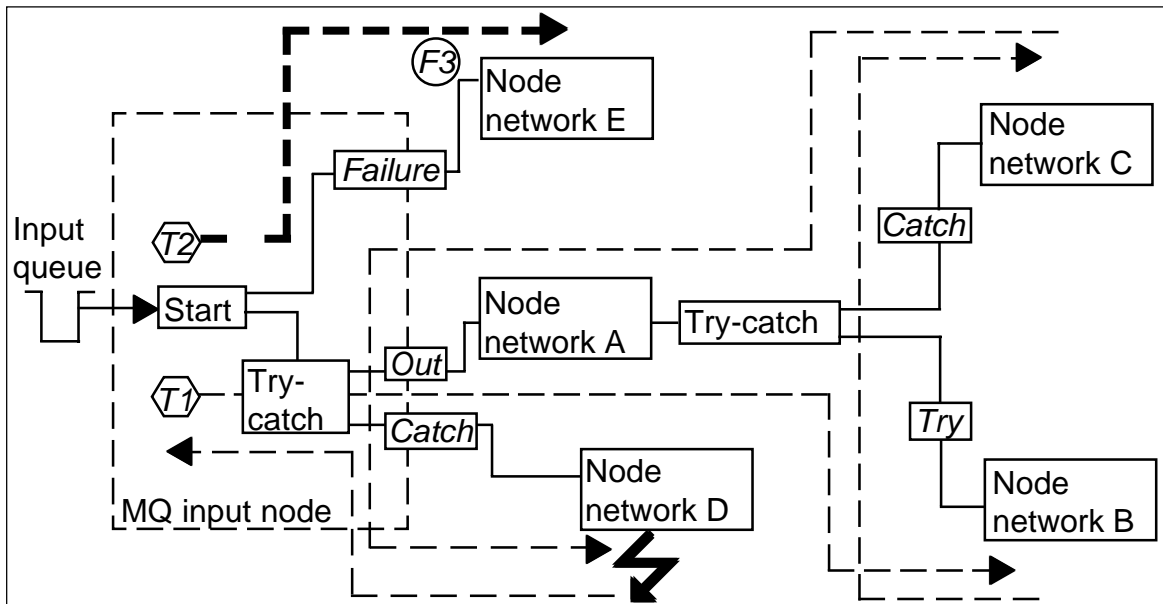 F3
Node
network E
Node
network C
Failure
Input
queue
T2
Catch
Start
Node
network A
Try-catch
Out
T1
Try-
catch
Catch
Try
Node
network D
Node
network B
MQ input node